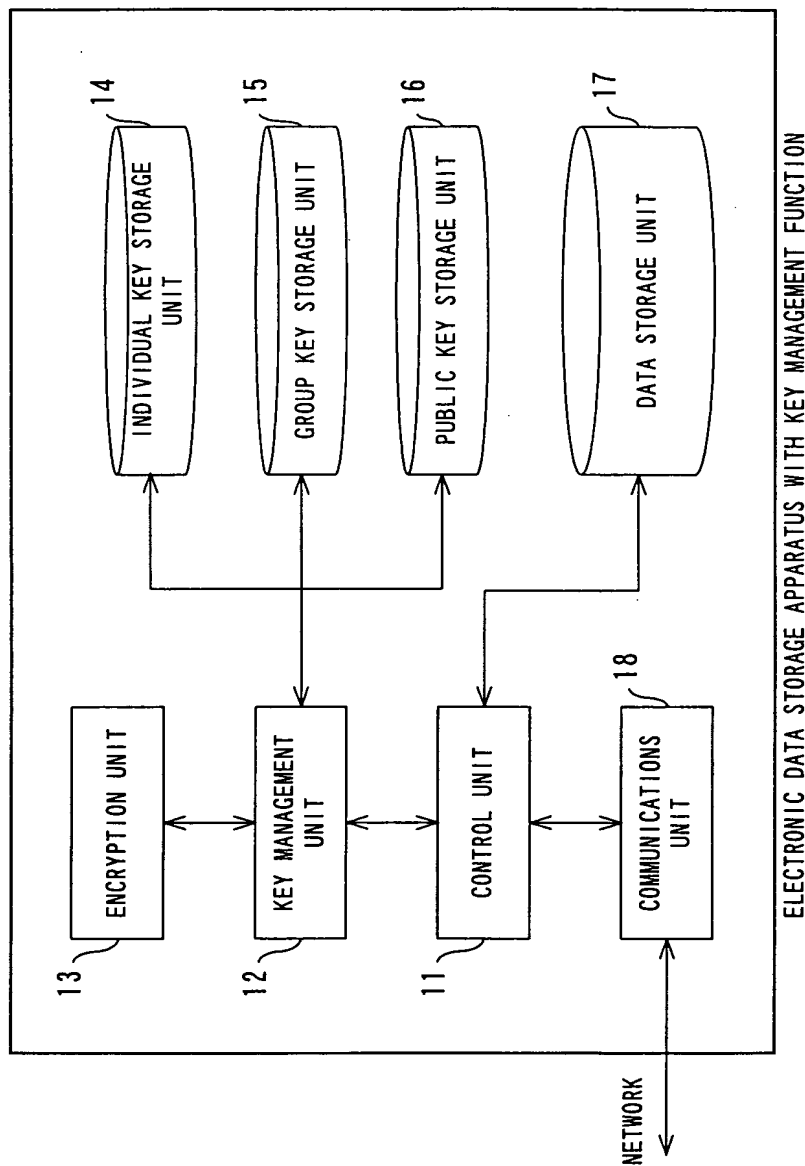 13
ENCRYPTION UNIT
12
KEY MANAGEMENT
UNIT
11
CONTROL UNIT
18
COMMUNICATIONS
UNIT
NETWORK
14
INDIVIDUAL KEY STORAGE
UNIT
15
GROUP KEY STORAGE UNIT
16
PUBLIC KEY STORAGE UNIT
17
DATA STORAGE UNIT
ELECTRONIC DATA STORAGE APPARATUS WITH KEY MANAGEMENT FUNCTION